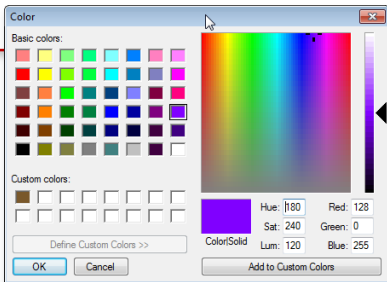 Color
Basic colors:
Custom colors:
Define Custom Colors >>
OK
Cancel
Color|Solid
Hue: 180
Sat: 240
Lum: 120
Red: 128
Green: 0
Blue: 255
Add to Custom Colors